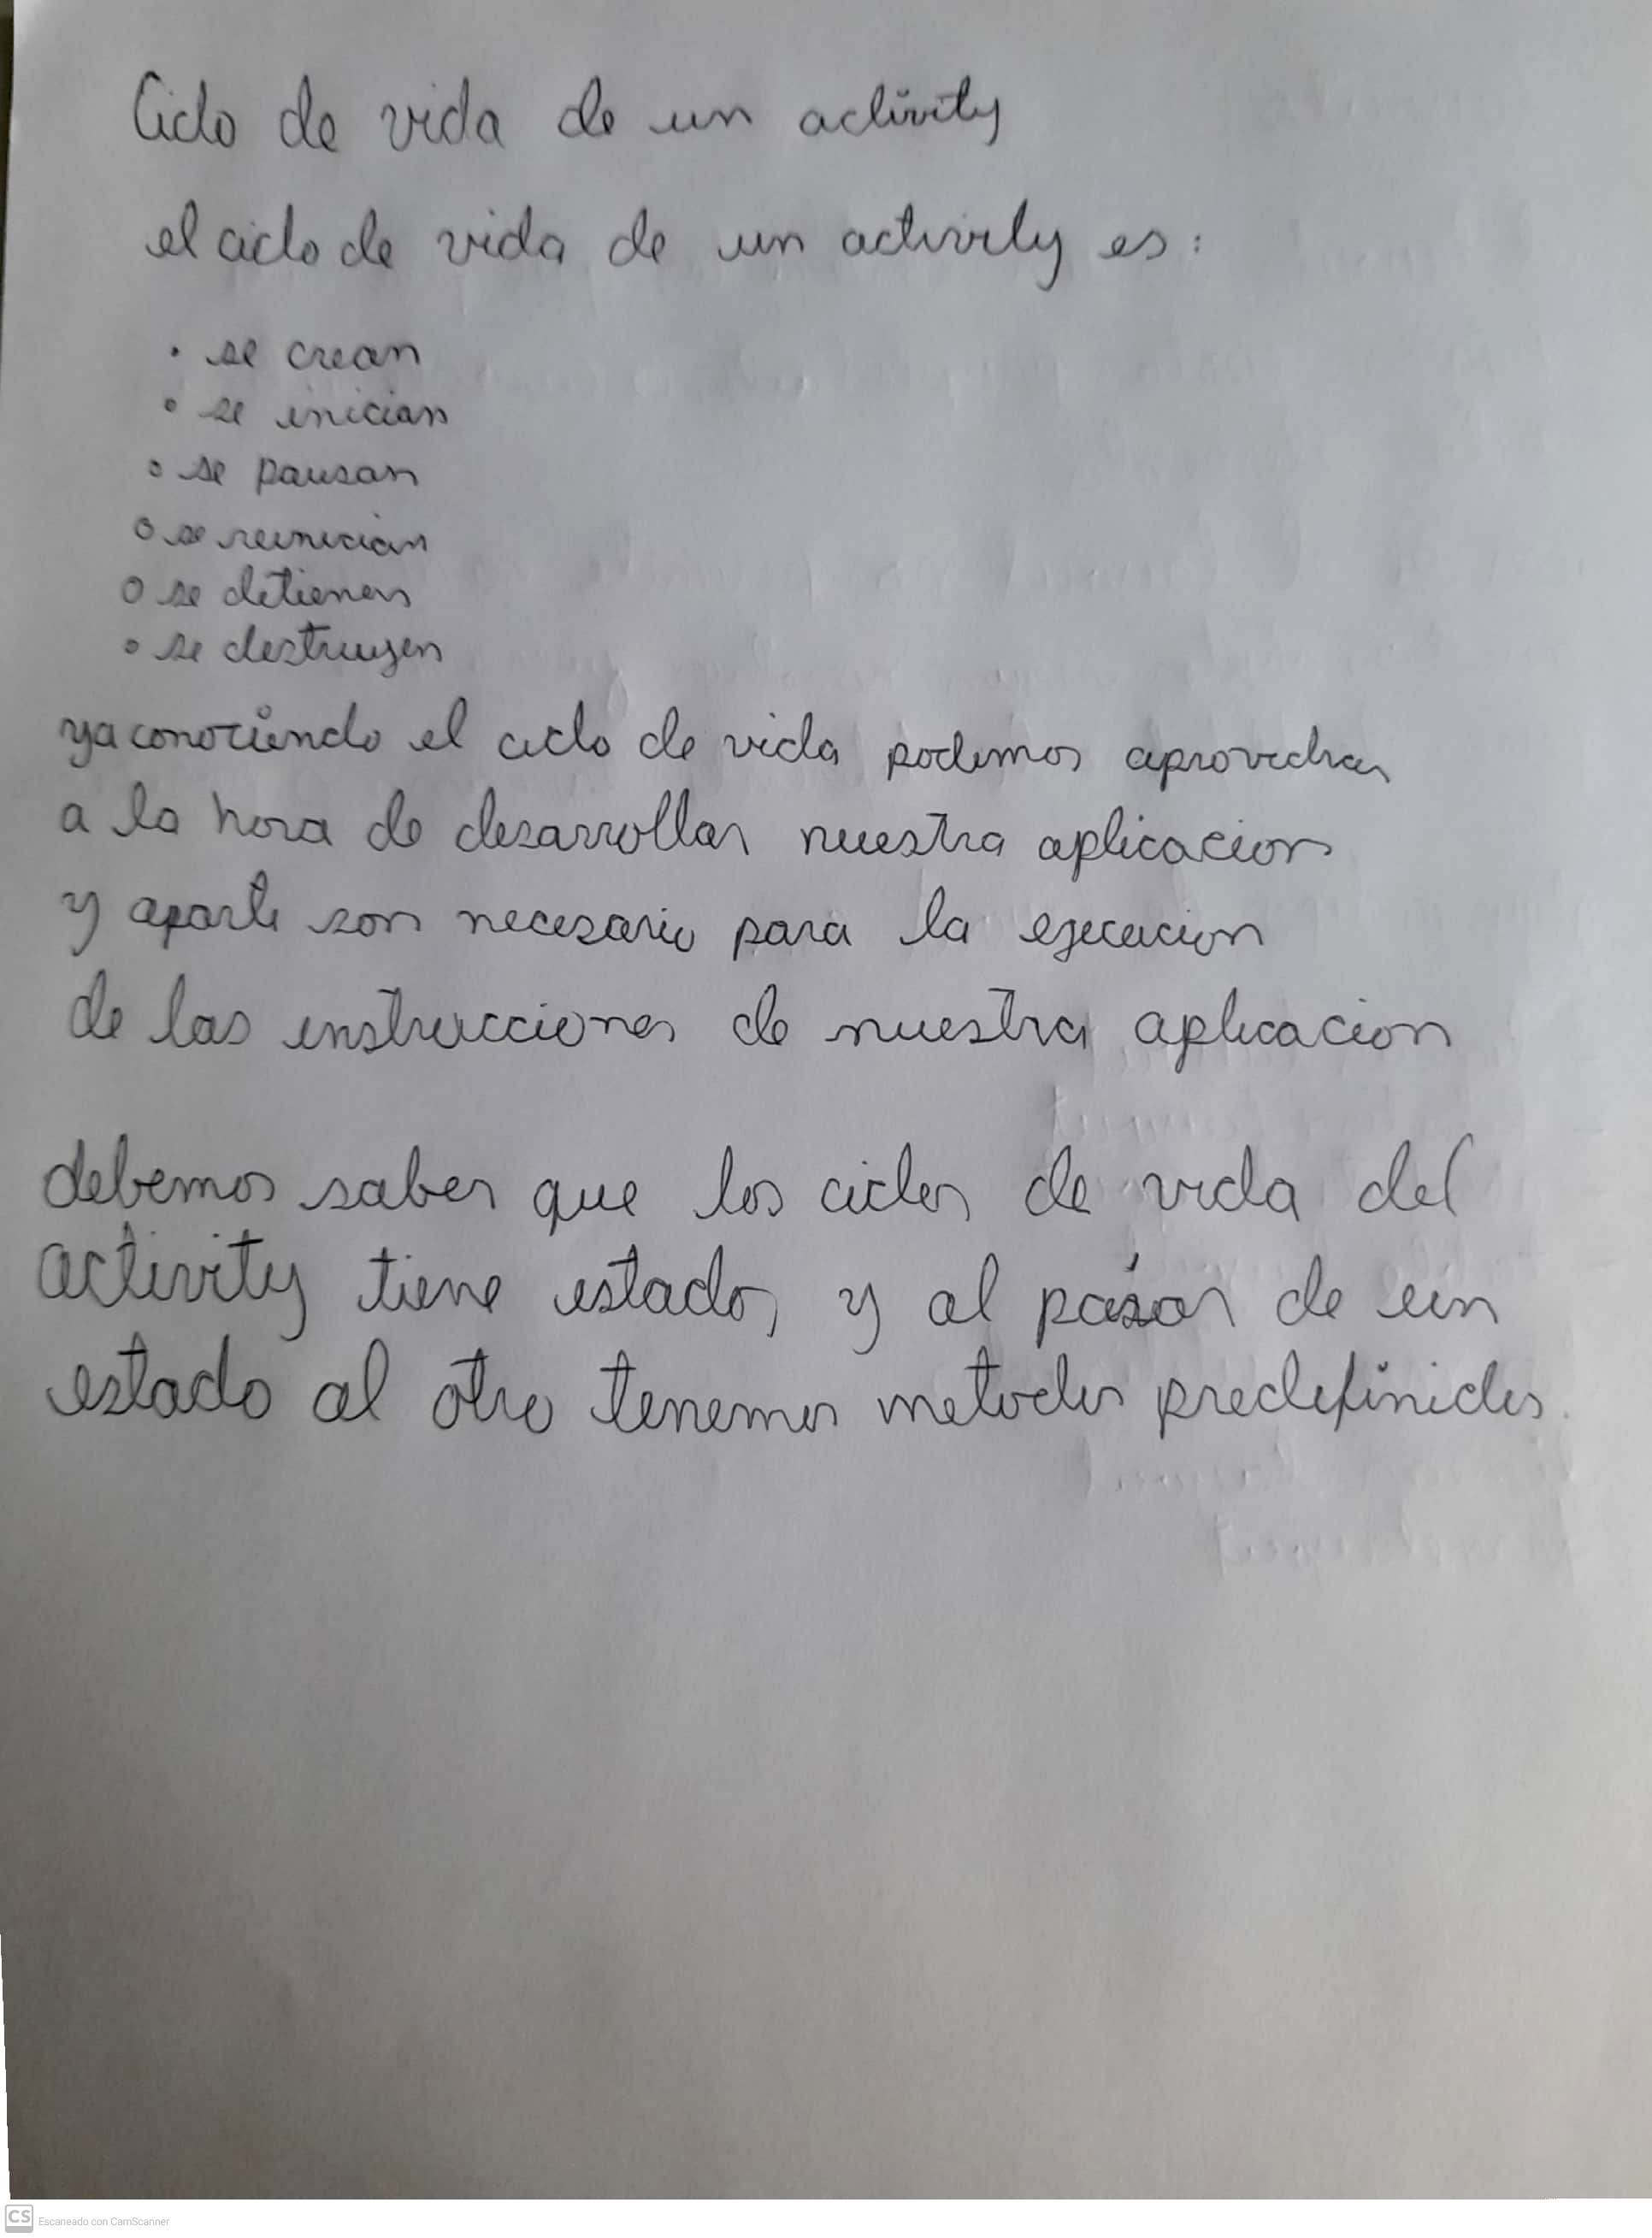 Ciclo de vida de un activity
el ciclo de vida de un activity es:
• se crean
• se inician
• se pausan
• se reinician
• se detienen
• se destruyen
ya conociendo el ciclo de vida podemos aprovechar
a la hora de desarrollar nuestra aplicacion
y aparte son necesario para la ejecucion
de las instrucciones de nuestra aplicacion
debemos saber que los ciclos de vida del
activity tiene estados y al pasar de un
estado al otro tenemos metodos predefinidos.
CS Escaneado con CamScanner